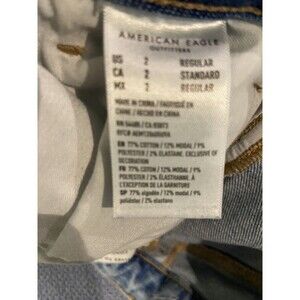 AMERICAN EAGLE
OUTFITTERS
US 2 REGULAR
CA 2 STANDARD
MX 2 REGULAR
MADE IN CHINA / FABRIQUÉ EN
CHINE / HECHO EN CHINA
RN CA
EN 77% COTTON / 12% MODAL / 9%
POLYESTER / 2% ELASTANE, EXCLUSIVE OF
DECORATION
FR 77% COTON / 12% MODAL / 9%
POLYESTER / 2% ÉLASTHANNE, À
L'EXCEPTION DE LA GARNITURE
SP 77% algodón / 12% modal / 9%
poliéster / 2% elastano